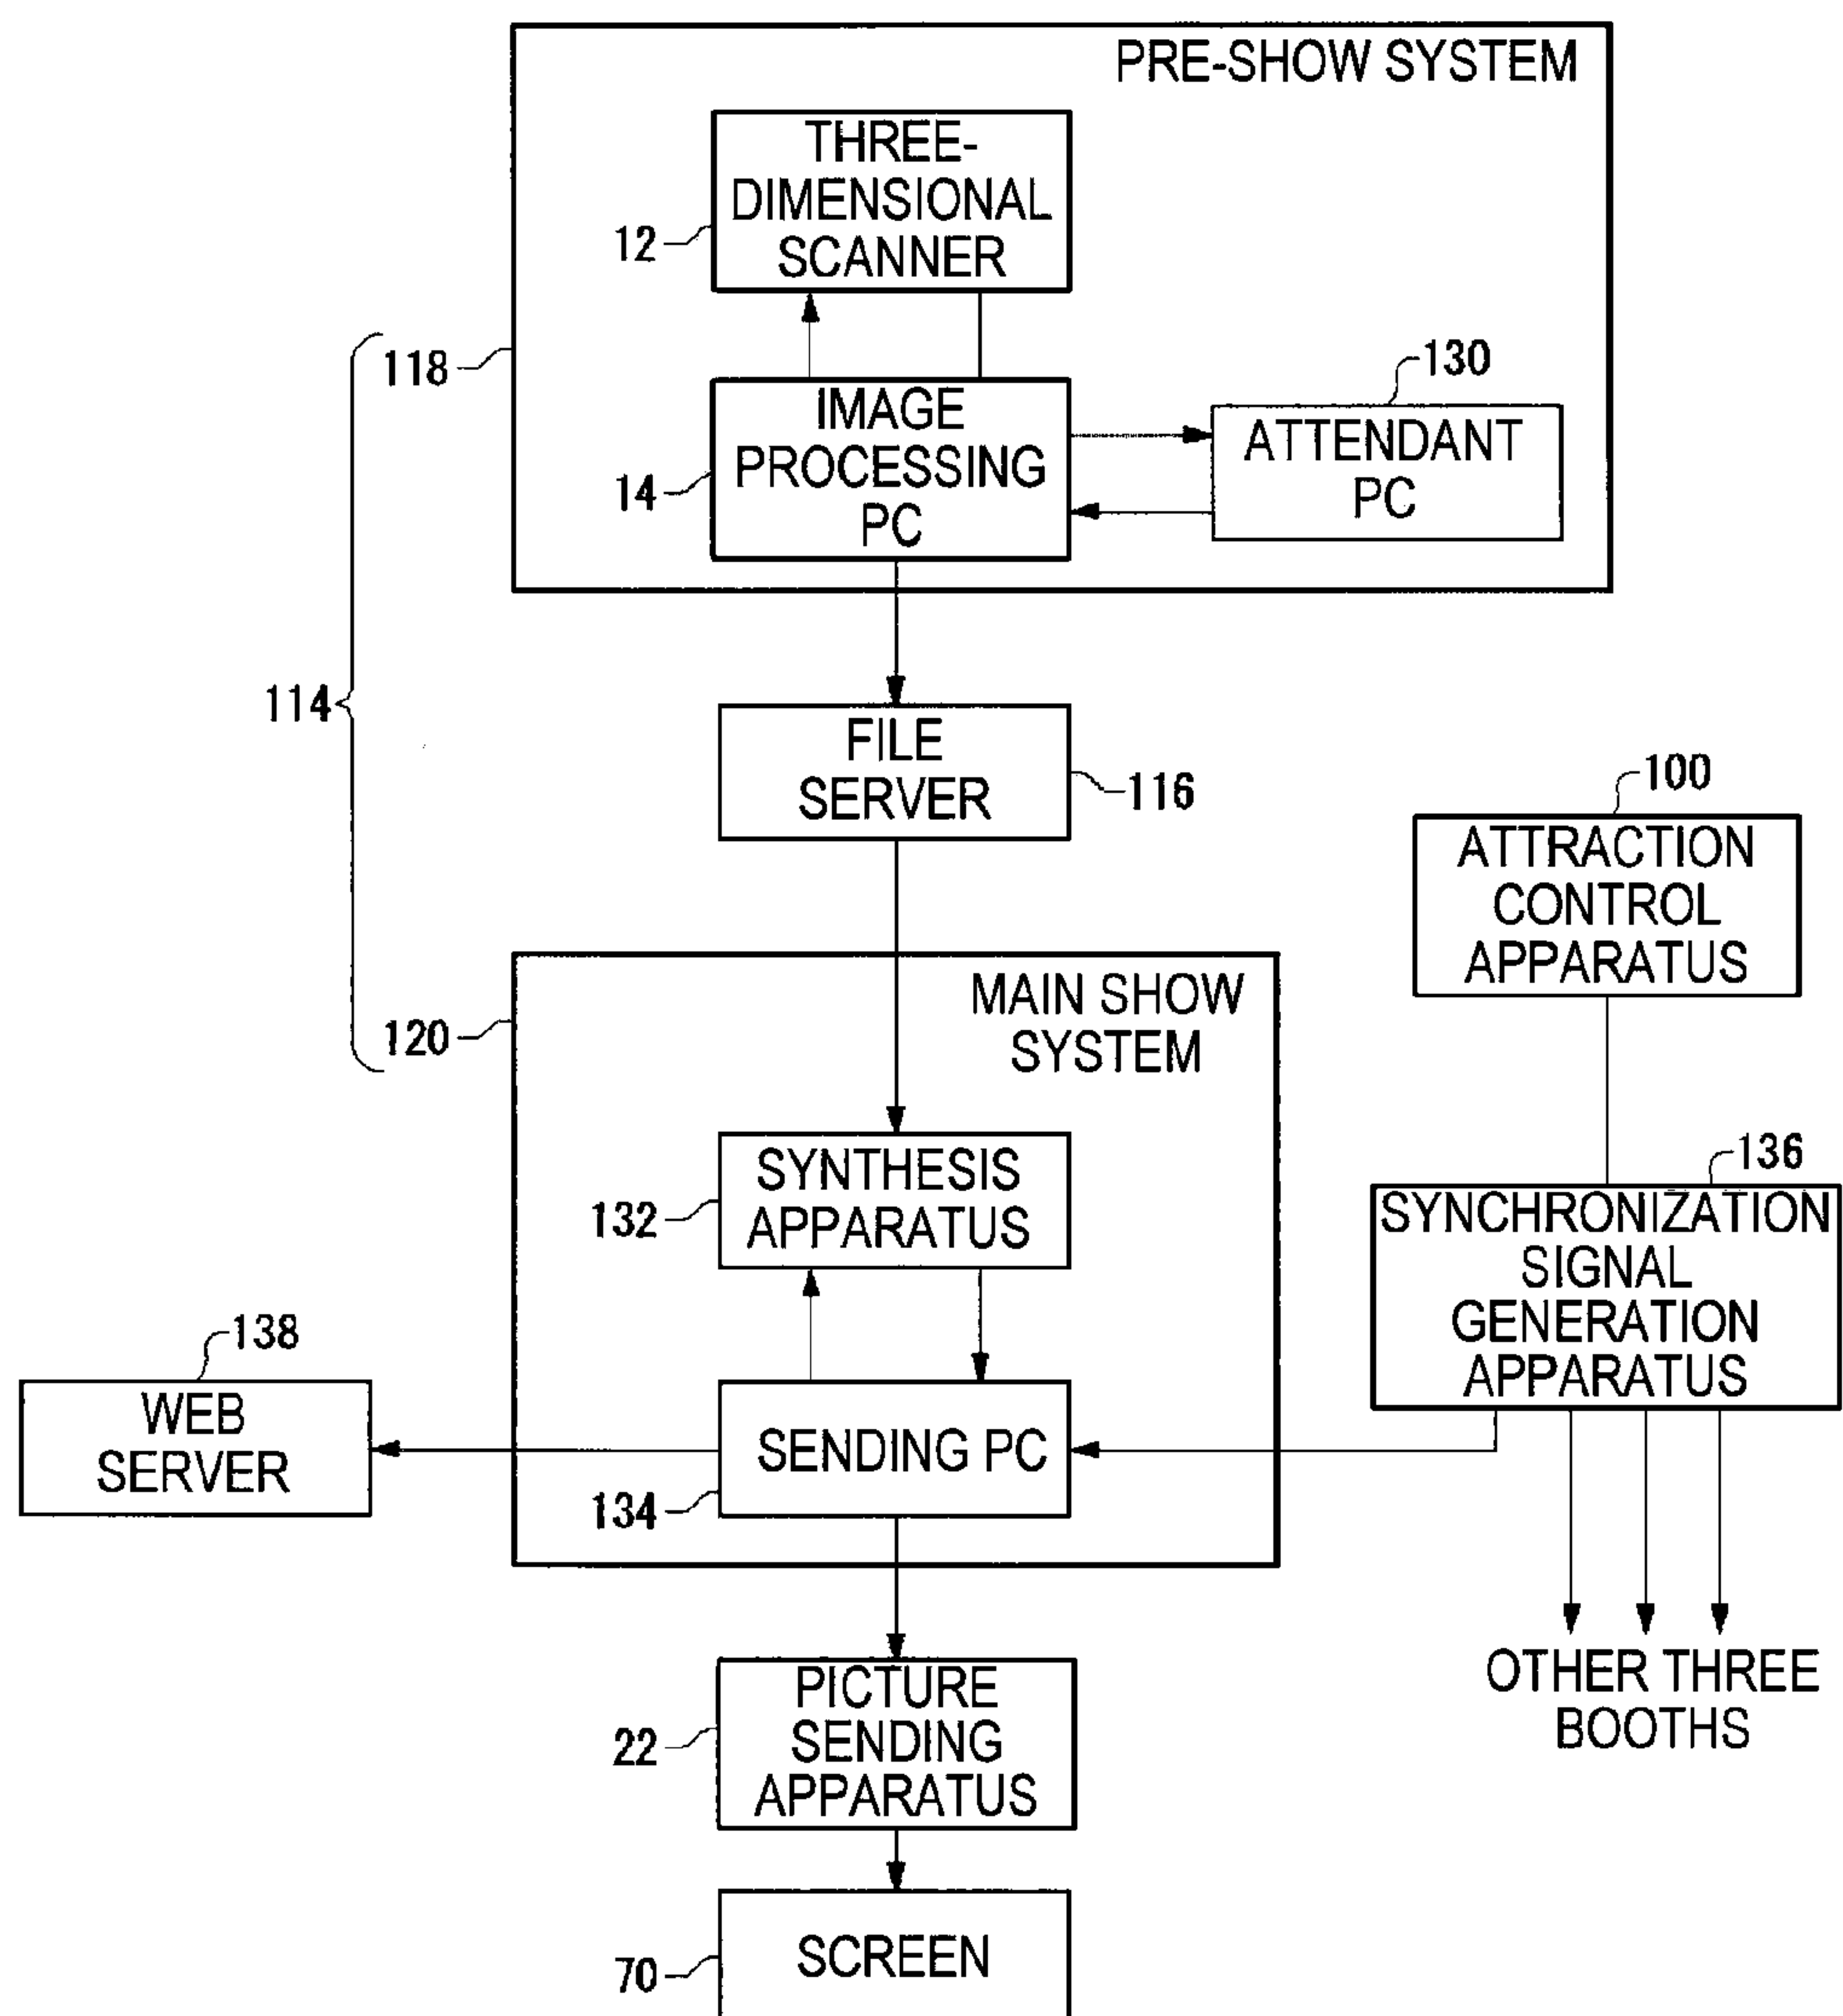 PRE-SHOW SYSTEM
THREE-
DIMENSIONAL
SCANNER
12
118
130
IMAGE
PROCESSING
PC
14
ATTENDANT
PC
114
FILE
SERVER
116
100
ATTRACTION
CONTROL
APPARATUS
MAIN SHOW
SYSTEM
120
SYNTHESIS
APPARATUS
132
136
SYNCHRONIZATION
SIGNAL
GENERATION
APPARATUS
138
WEB
SERVER
SENDING PC
134
OTHER THREE
BOOTHS
PICTURE
SENDING
APPARATUS
22
SCREEN
70